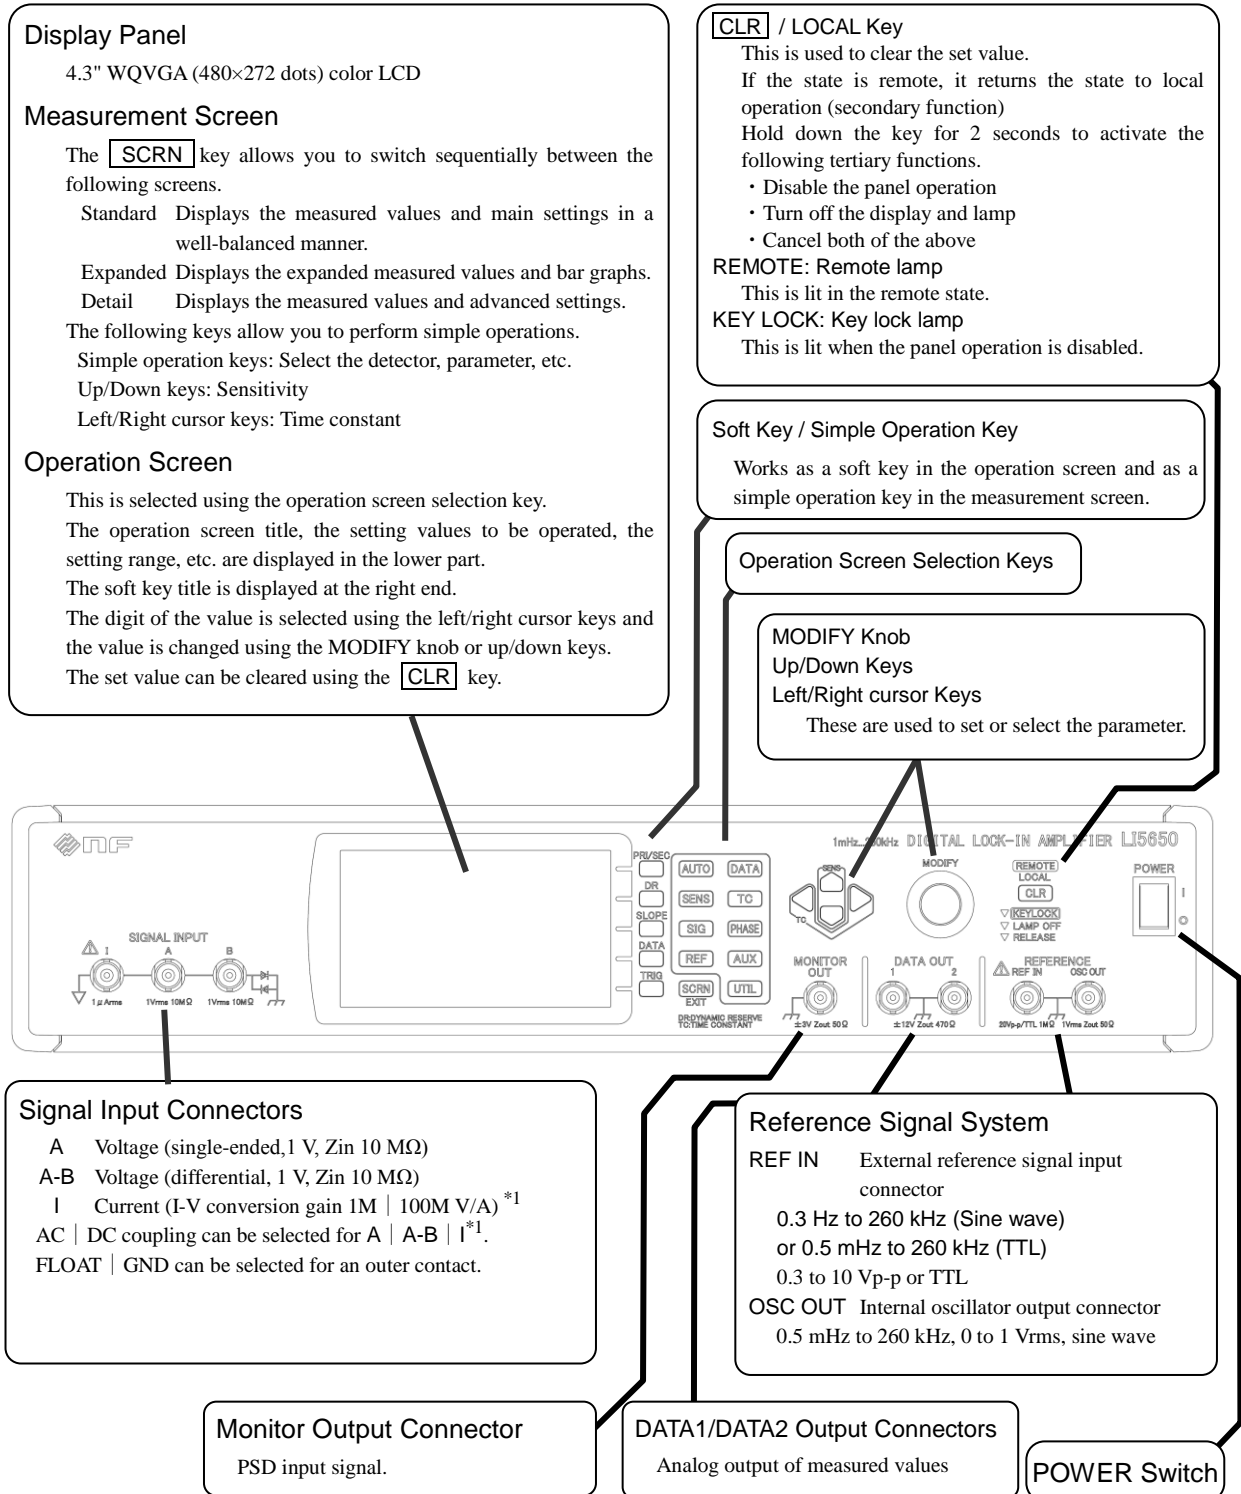 Display Panel
4.3" WQVGA (480×272 dots) color LCD
Measurement Screen
The SCRN key allows you to switch sequentially between the
following screens.
Standard Displays the measured values and main settings in a
well-balanced manner.
Expanded Displays the expanded measured values and bar graphs.
Detail Displays the measured values and advanced settings.
The following keys allow you to perform simple operations.
Simple operation keys: Select the detector, parameter, etc.
Up/Down keys: Sensitivity
Left/Right cursor keys: Time constant
Operation Screen
This is selected using the operation screen selection key.
The operation screen title, the setting values to be operated, the
setting range, etc. are displayed in the lower part.
The soft key title is displayed at the right end.
The digit of the value is selected using the left/right cursor keys and
the value is changed using the MODIFY knob or up/down keys.
The set value can be cleared using the CLR key.
CLR / LOCAL Key
This is used to clear the set value.
If the state is remote, it returns the state to local
operation (secondary function)
Hold down the key for 2 seconds to activate the
following tertiary functions.
・Disable the panel operation
・Turn off the display and lamp
・Cancel both of the above
REMOTE: Remote lamp
This is lit in the remote state.
KEY LOCK: Key lock lamp
This is lit when the panel operation is disabled.
Soft Key / Simple Operation Key
Works as a soft key in the operation screen and as a
simple operation key in the measurement screen.
Operation Screen Selection Keys
MODIFY Knob
Up/Down Keys
Left/Right cursor Keys
These are used to set or select the parameter.
NF
1mHz...250kHz DIGITAL LOCK-IN AMPLIFIER LI5650
PRI/SEC
DR
SLOPE
DATA
TRIG
AUTO DATA
SENS TC
SIG PHASE
REF AUX
SCRN UTIL
EXIT
DR:DYNAMIC RESERVE
TC:TIME CONSTANT
SENS
TC
MODIFY
REMOTE
LOCAL
CLR
▽ KEYLOCK
▽ LAMP OFF
▽ RELEASE
POWER
I
O
SIGNAL INPUT
I A B
1μArms 1Vrms 10MΩ 1Vrms 10MΩ
MONITOR
OUT
±3V Zout 50Ω
DATA OUT
1 2
±12V Zout 470Ω
REFERENCE
REF IN OSC OUT
20Vp-p/TTL 1MΩ 1Vrms Zout 50Ω
Signal Input Connectors
A Voltage (single-ended,1 V, Zin 10 MΩ)
A-B Voltage (differential, 1 V, Zin 10 MΩ)
I Current (I-V conversion gain 1M｜100M V/A) *1
AC｜DC coupling can be selected for A｜A-B｜I*1.
FLOAT｜GND can be selected for an outer contact.
Reference Signal System
REF IN External reference signal input
connector
0.3 Hz to 260 kHz (Sine wave)
or 0.5 mHz to 260 kHz (TTL)
0.3 to 10 Vp-p or TTL
OSC OUT Internal oscillator output connector
0.5 mHz to 260 kHz, 0 to 1 Vrms, sine wave
Monitor Output Connector
PSD input signal.
DATA1/DATA2 Output Connectors
Analog output of measured values
POWER Switch